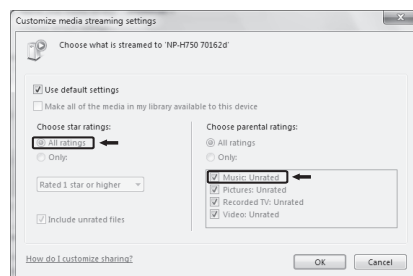 Customize media streaming settings
Choose what is streamed to 'NP-H750 70162d'
Use default settings
Make all of the media in my library available to this device
Choose star ratings:
All ratings
Only:
Rated 1 star or higher
Include unrated files
Choose parental ratings:
All ratings
Only:
Music: Unrated
Pictures: Unrated
Recorded TV: Unrated
Video: Unrated
How do I customize sharing?
OK
Cancel